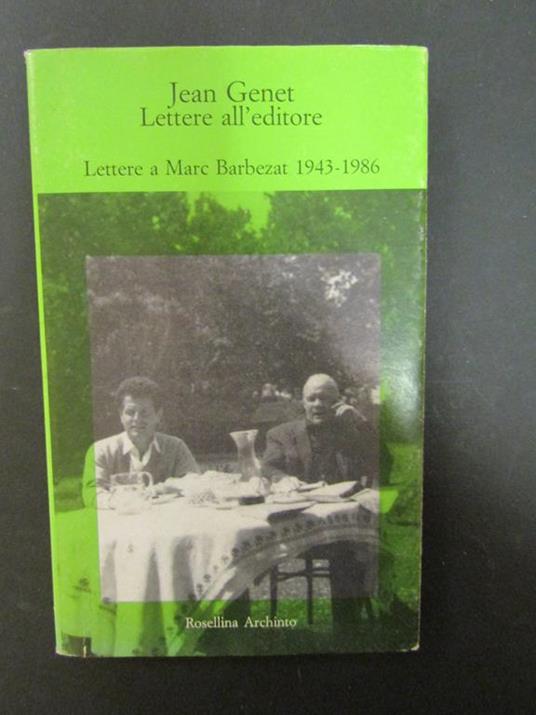 Jean Genet
Lettere all'editore
Lettere a Marc Barbezat 1943-1986
Rosellina Archinto